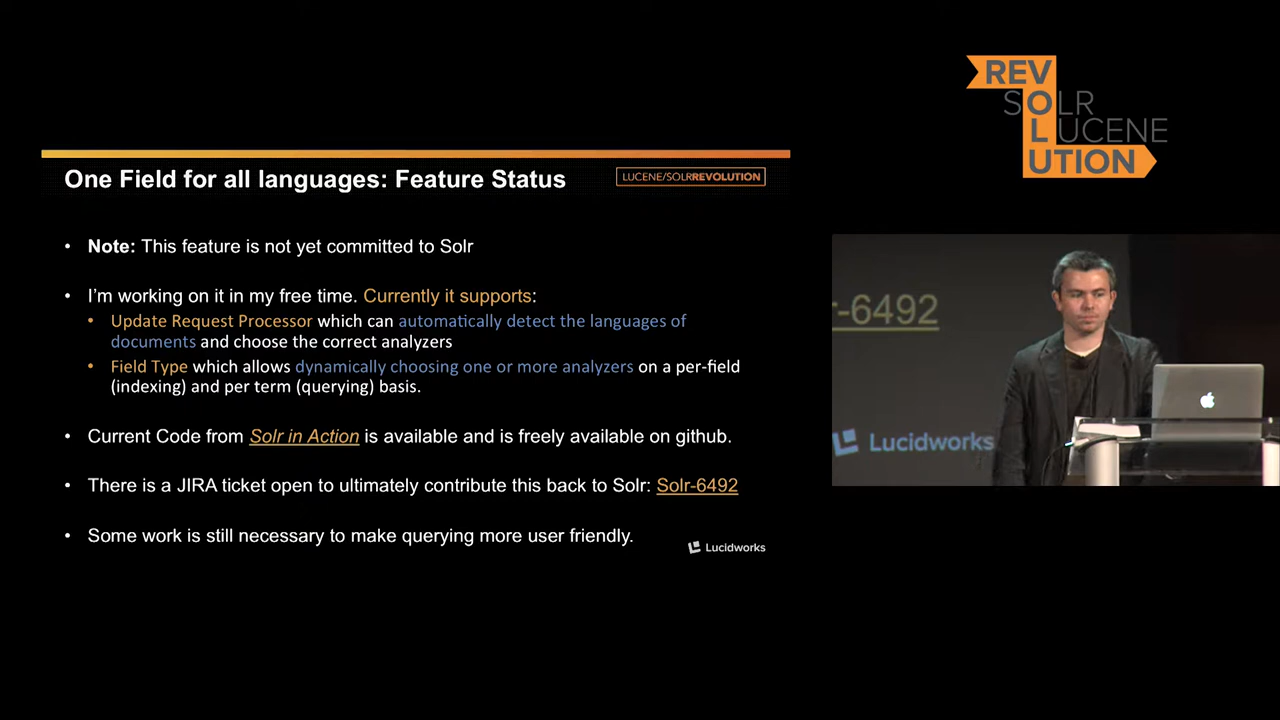 REV
SOLR
LUCENE
UTION
One Field for all languages: Feature Status
LUCENE/SOLRREVOLUTION
• Note: This feature is not yet committed to Solr
• I'm working on it in my free time. Currently it supports:
• Update Request Processor which can automatically detect the languages of
documents and choose the correct analyzers
• Field Type which allows dynamically choosing one or more analyzers on a per-field
(indexing) and per term (querying) basis.
• Current Code from Solr in Action is available and is freely available on github.
• There is a JIRA ticket open to ultimately contribute this back to Solr: Solr-6492
• Some work is still necessary to make querying more user friendly.
Lucidworks
r-6492
Lucidworks